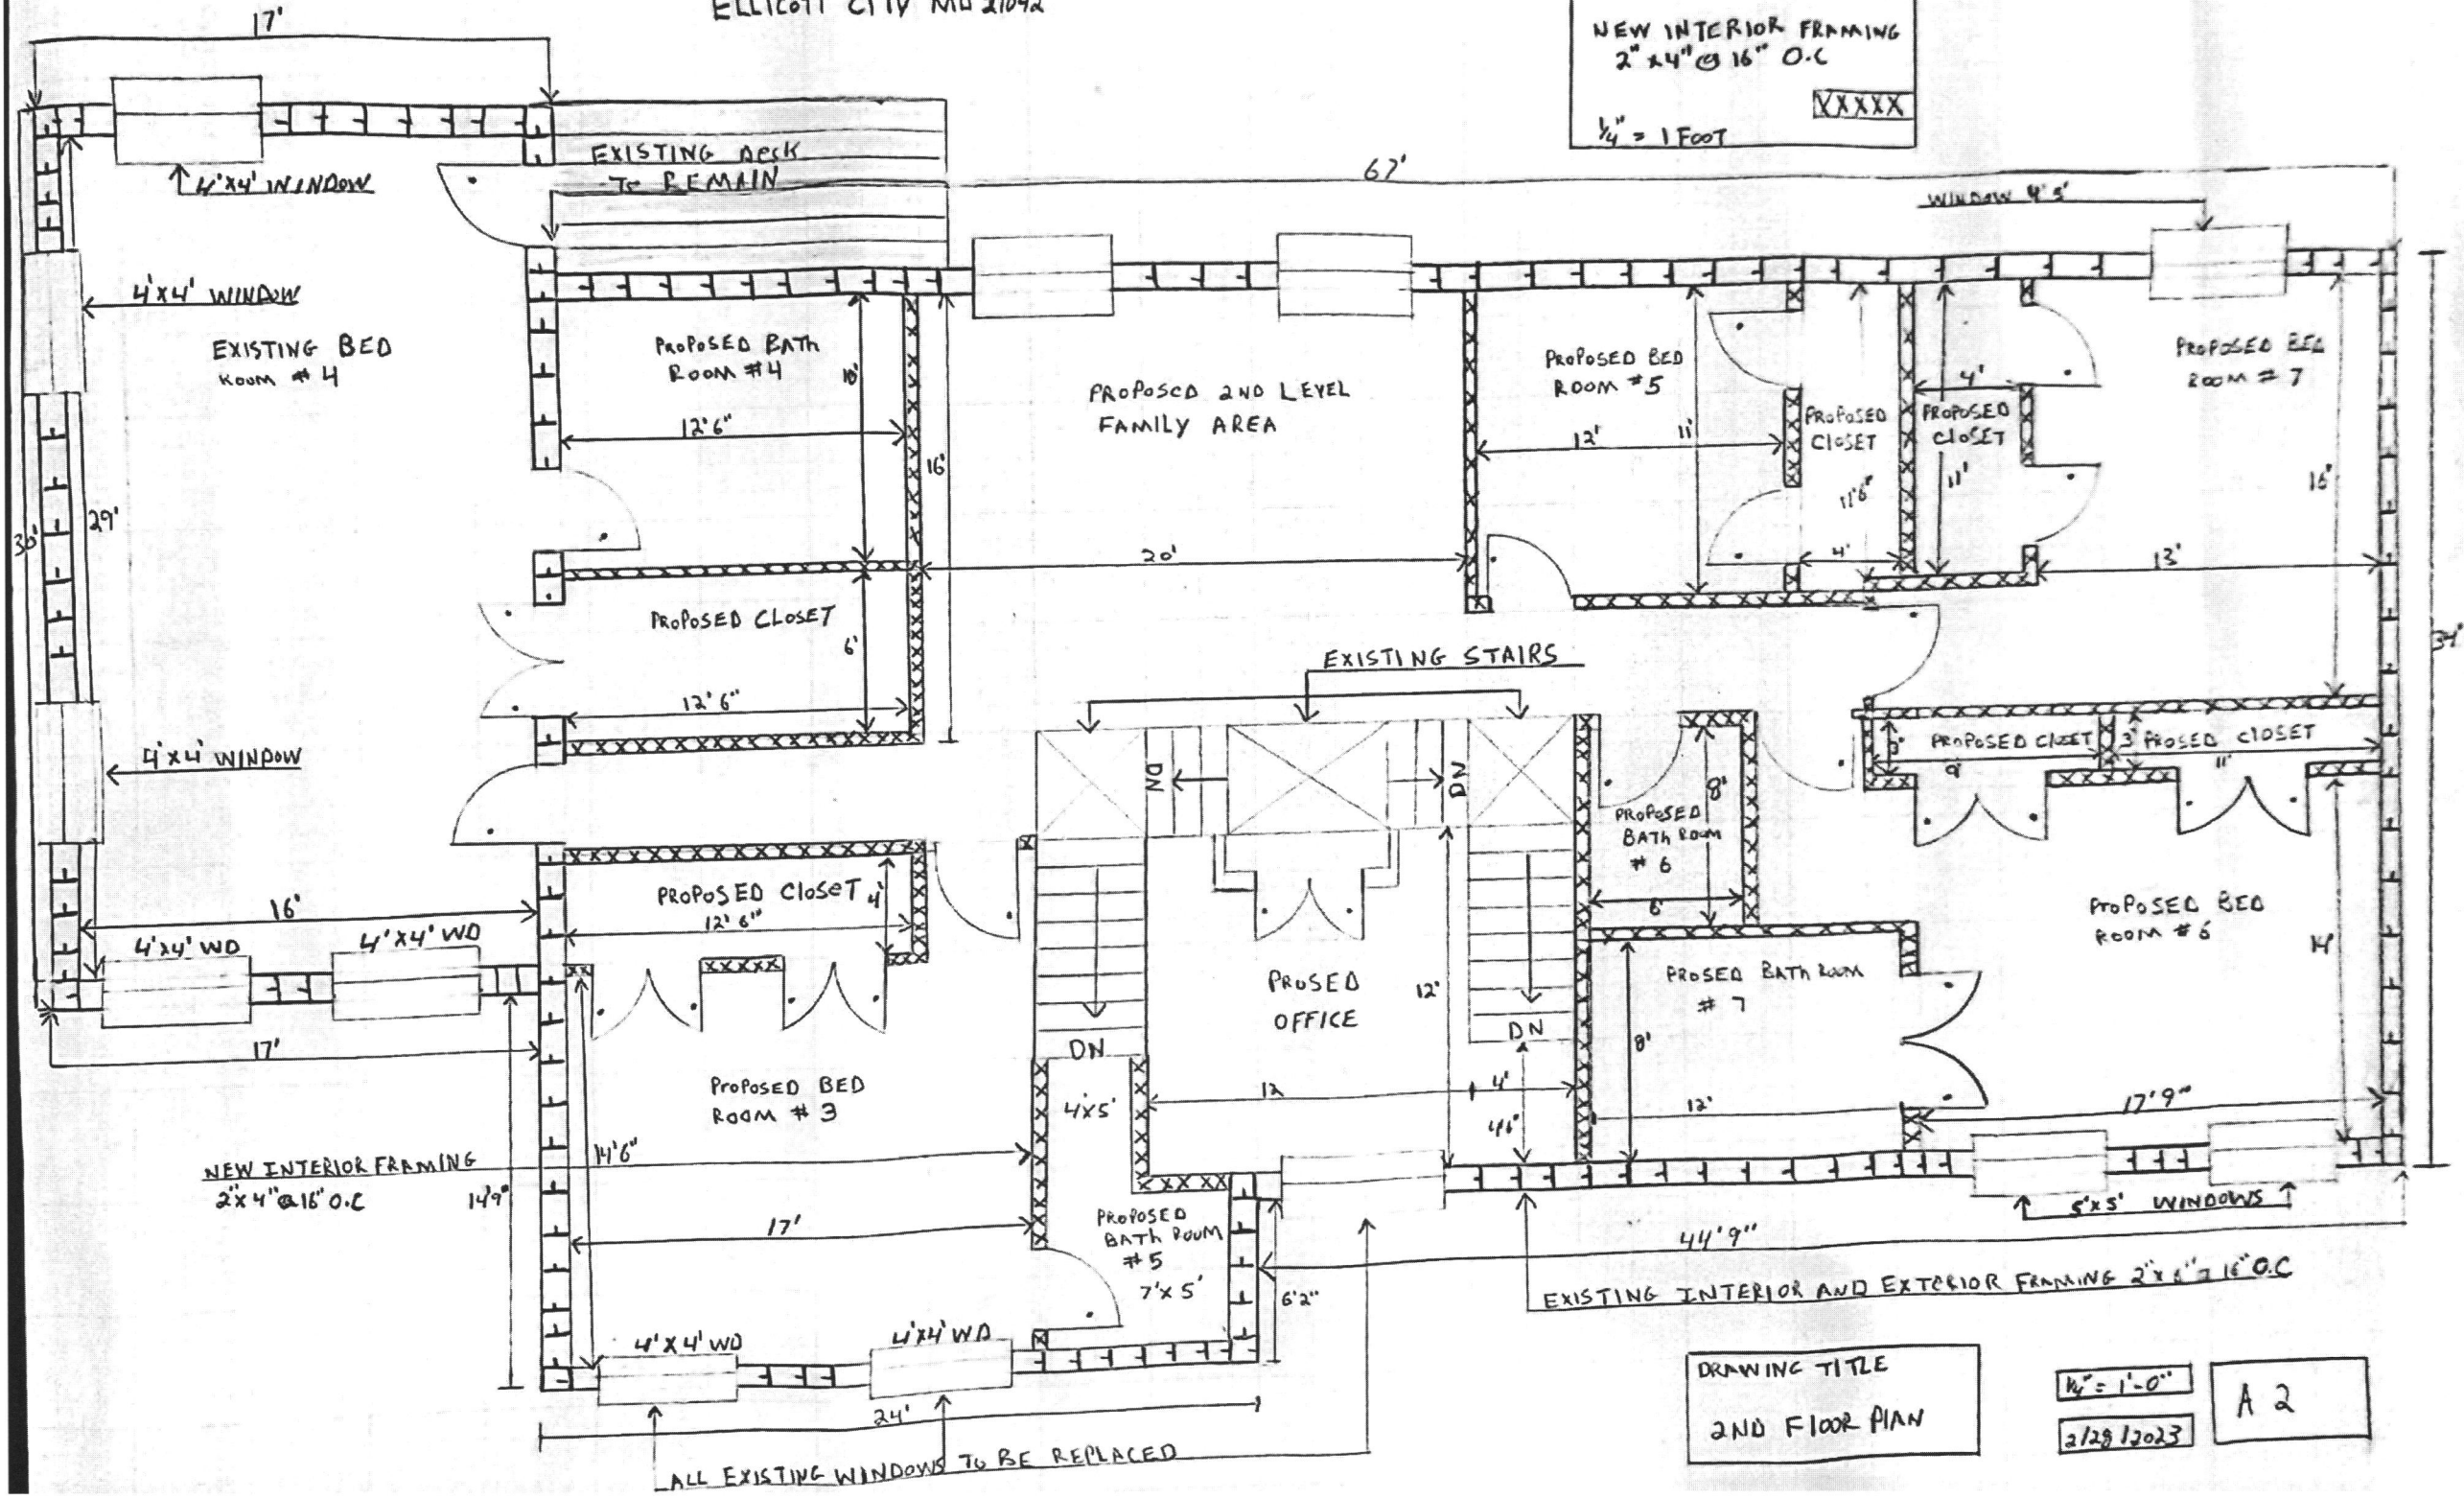 ELLICOTT CITY MD 21042
NEW INTERIOR FRAMING
2"x4"@ 16" O.C
XXXXX
1/4" = 1 FOOT
17'
4'x4' WINDOW
EXISTING DECK
TO REMAIN
67'
WINDOW 4'5'
4'x4' WINDOW
EXISTING BED
ROOM #4
PROPOSED BATH
ROOM #4
10'
12'6"
16'
PROPOSED 2ND LEVEL
FAMILY AREA
20'
PROPOSED BED
ROOM #5
12'
11'
PROPOSED
CLOSET
11'6"
4'
4'
PROPOSED
CLOSET
11'
PROPOSED BED
ROOM #7
16'
13'
34'
30'
29'
PROPOSED CLOSET
6'
12'6"
EXISTING STAIRS
4'x4' WINDOW
DN
DN
PROPOSED
BATH ROOM
#6
8'
6'
3'
PROPOSED CLOSET
9'
3'
PROSED CLOSET
11'
16'
4'x4' WD
4'x4' WD
17'
PROPOSED CLOSET
4'
12'6"
PROSED
OFFICE
12'
DN
DN
PROSED BATH ROOM
#7
8'
12'
PROPOSED BED
ROOM #6
14'
17'9"
PROPOSED BED
ROOM #3
4'x5'
12
4'
NEW INTERIOR FRAMING
2"x4"@16" O.C
14'9"
14'6"
17'
PROPOSED
BATH ROOM
#5
7'x5'
6'2"
5'x5' WINDOWS
44'9"
EXISTING INTERIOR AND EXTERIOR FRAMING
16" O.C
4'x4' WD
4'x4' WD
24'
ALL EXISTING WINDOWS TO BE REPLACED
DRAWING TITLE
2ND FLOOR PLAN
1/4" = 1'-0"
2/28/2023
A 2